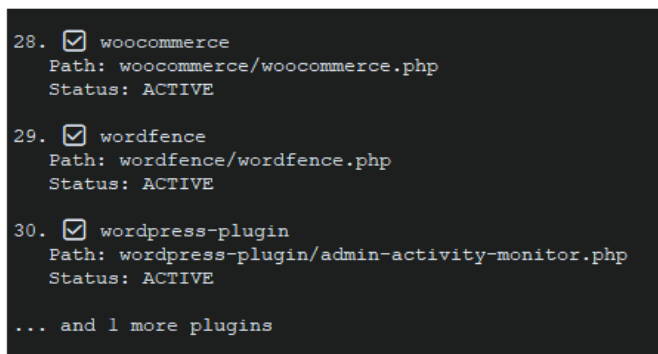 28. ☑ woocommerce
Path: woocommerce/woocommerce.php
Status: ACTIVE
29. ☑ wordfence
Path: wordfence/wordfence.php
Status: ACTIVE
30. ☑ wordpress-plugin
Path: wordpress-plugin/admin-activity-monitor.php
Status: ACTIVE
... and 1 more plugins